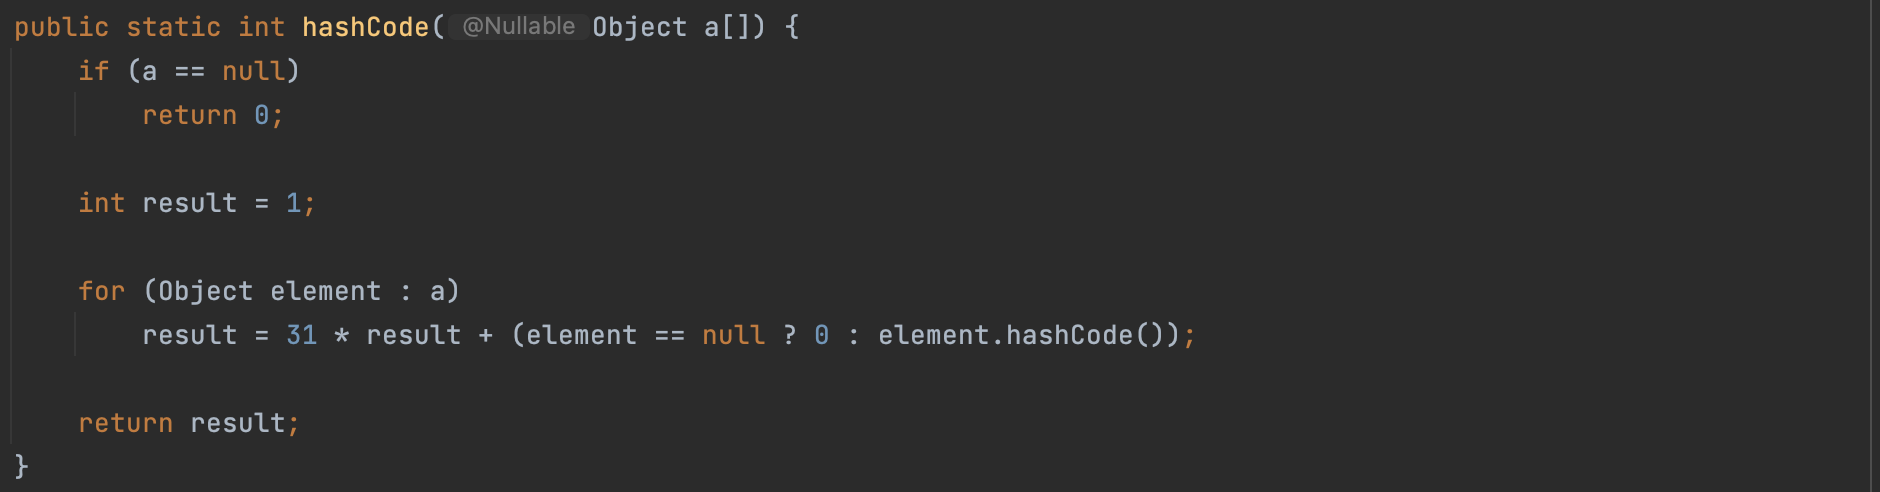 public static int hashCode( @Nullable Object a[]) {
if (a == null)
return 0;
int result = 1;
for (Object element : a)
result = 31 * result + (element == null ? 0 : element.hashCode());
return result;
}